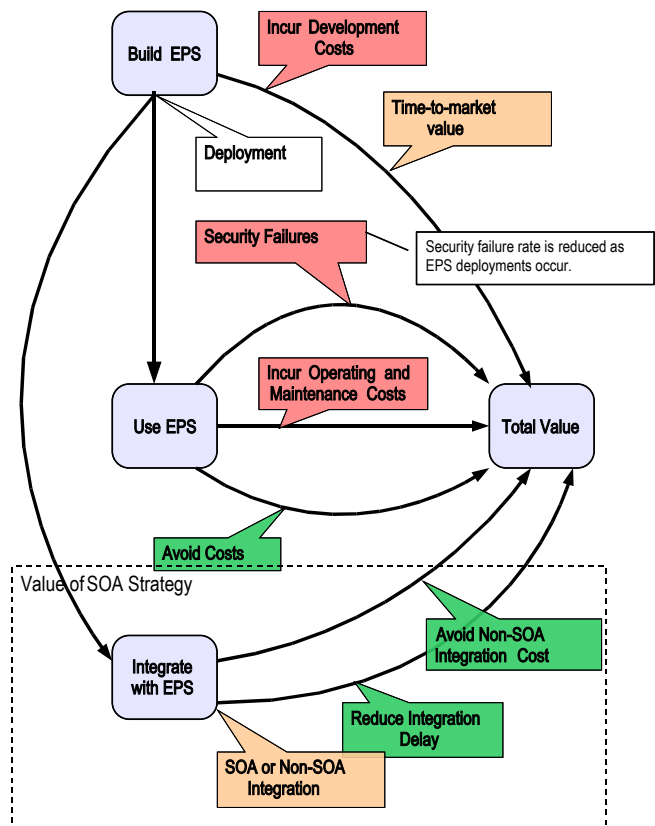 Incur Development
Costs
Build EPS
Time-to-market
value
Deployment
Security Failures
Security failure rate is reduced as
EPS deployments occur.
Incur Operating and
Maintenance Costs
Use EPS
Total Value
Avoid Costs
Value of SOA Strategy
Avoid Non-SOA
Integration Cost
Integrate
with EPS
Reduce Integration
Delay
SOA or Non-SOA
Integration